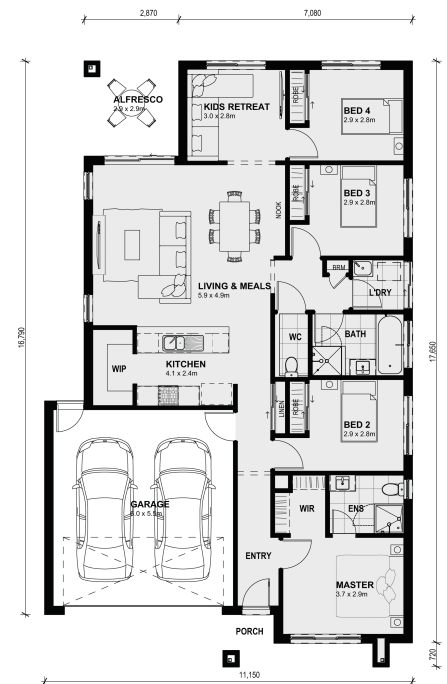 2,870
7,080
ALFRESCO
2.9 x 2.9m
KIDS RETREAT
3.0 x 2.8m
ROBE
BED 4
2.9 x 2.8m
NOOK
ROBE
BED 3
2.9 x 2.8m
16,790
17,650
BRM
L'DRY
LIVING & MEALS
5.9 x 4.9m
WC
BATH
KITCHEN
4.1 x 2.4m
WIP
LINEN
ROBE
BED 2
2.9 x 2.8m
GARAGE
6.0 x 5.5m
WIR
ENS
ENTRY
MASTER
3.7 x 2.9m
PORCH
720
11,150